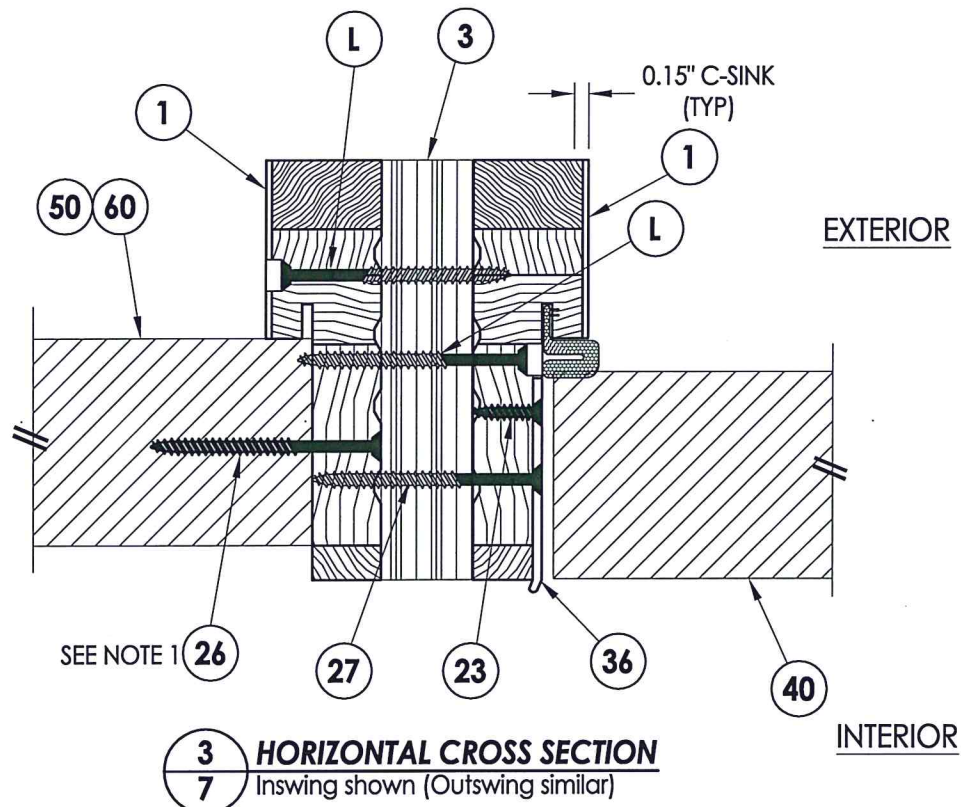 L
3
0.15" C-SINK
(TYP)
1
1
50 60
L
EXTERIOR
SEE NOTE 1 26
27
23
36
40
INTERIOR
3 HORIZONTAL CROSS SECTION
7 Inswing shown (Outswing similar)